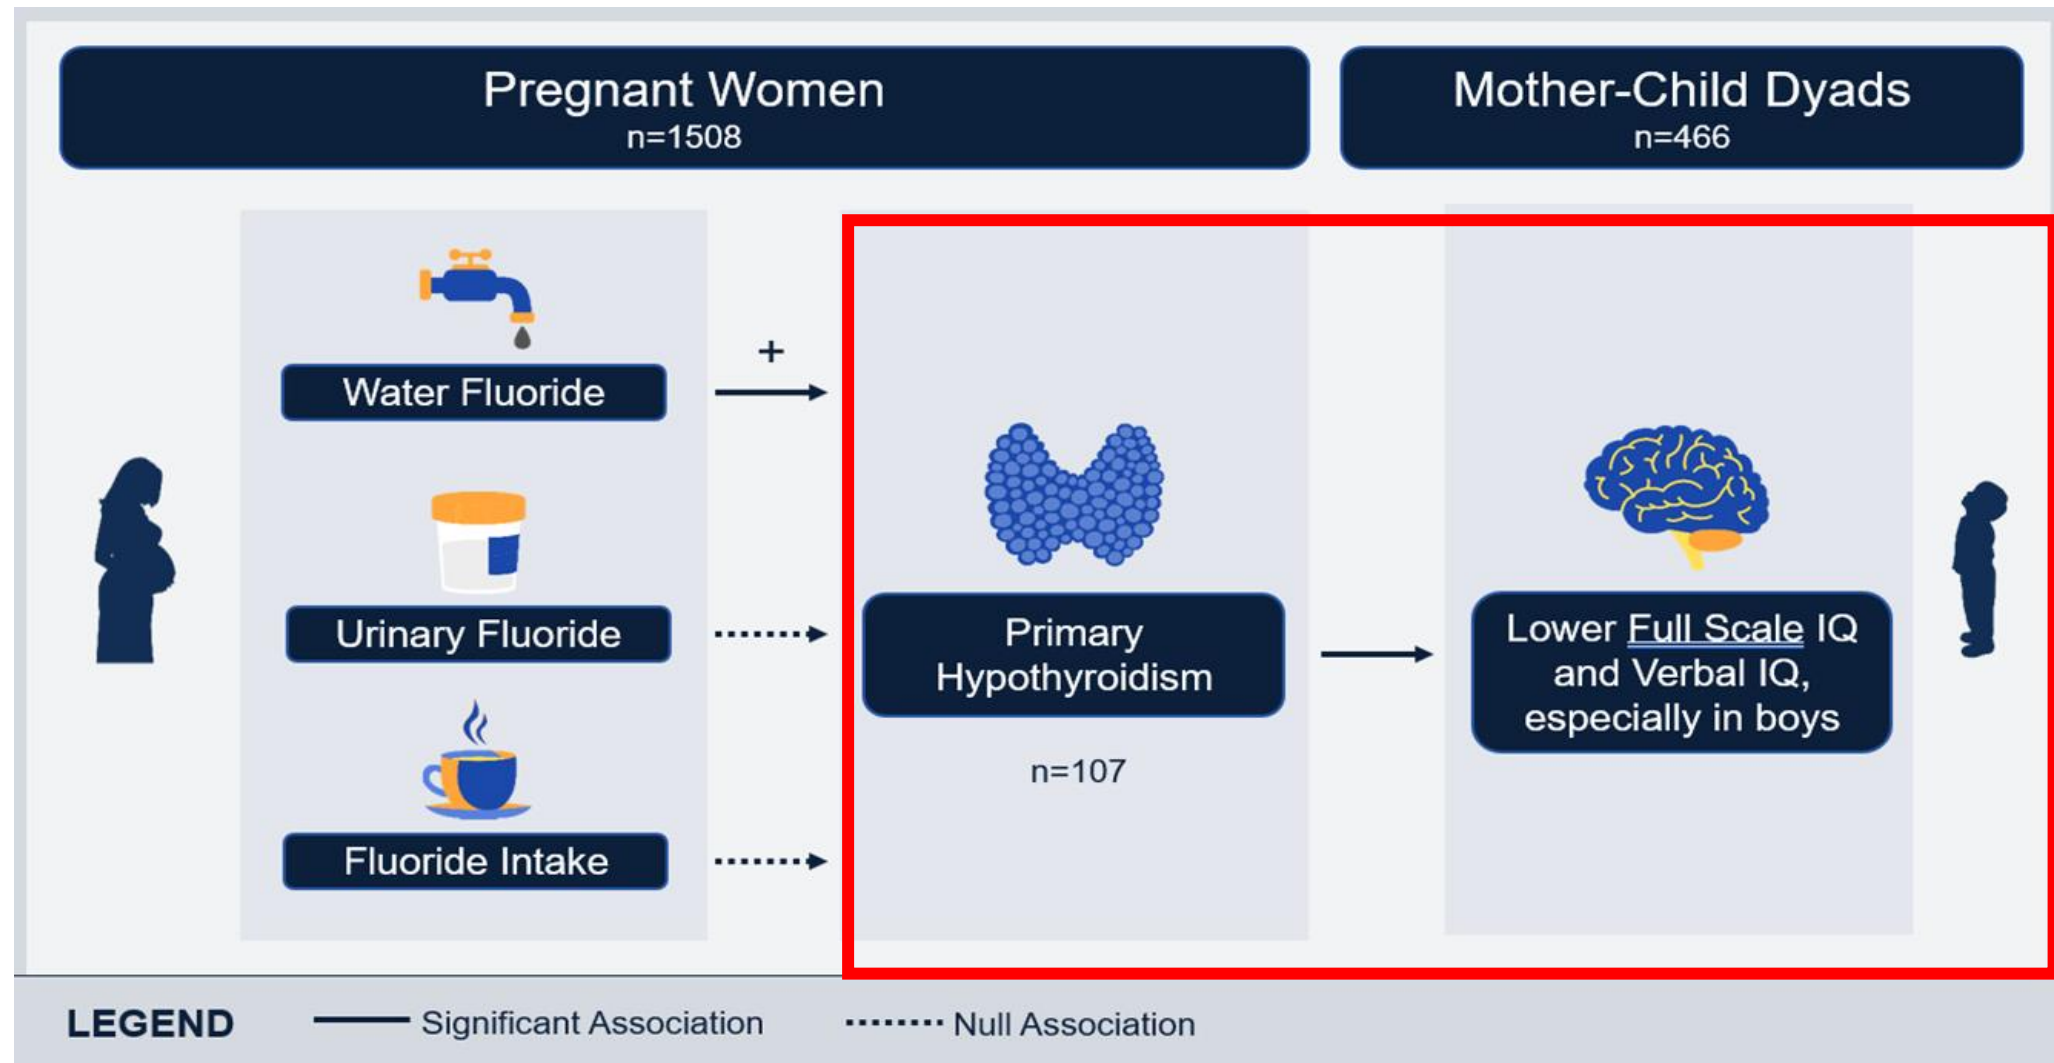 Pregnant Women
n=1508
Mother-Child Dyads
n=466
Water Fluoride
+
Urinary Fluoride
Fluoride Intake
Primary
Hypothyroidism
n=107
Lower Full Scale IQ
and Verbal IQ,
especially in boys
LEGEND
Significant Association
Null Association